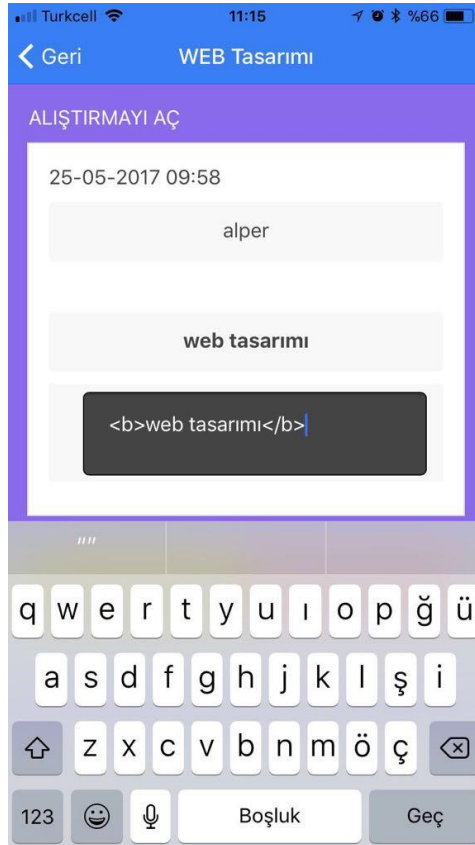 Turkcell 11:15 %66
Geri WEB Tasarımı
ALIŞTIRMAYI AÇ
25-05-2017 09:58
alper
web tasarımı
<b>web tasarımı</b>
""
q w e r t y u ı o p ğ ü
a s d f g h j k l ş i
z x c v b n m ö ç
123 Boşluk Geç